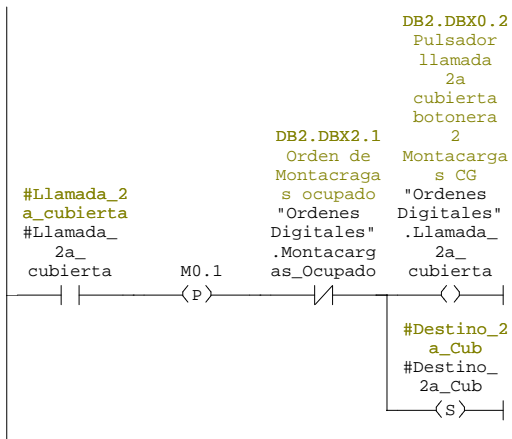 DB2.DBX0.2
Pulsador
llamada
2a
cubierta
botonera
2
Montacarga
s CG
"Ordenes
Digitales"
.Llamada_
2a_
cubierta
( )
DB2.DBX2.1
Orden de
Montacraga
s ocupado
"Ordenes
Digitales"
.Montacarg
as_Ocupado
#Llamada_2
a_cubierta
#Llamada_
2a_
cubierta
M0.1
(P)
#Destino_2
a_Cub
#Destino_
2a_Cub
(S)